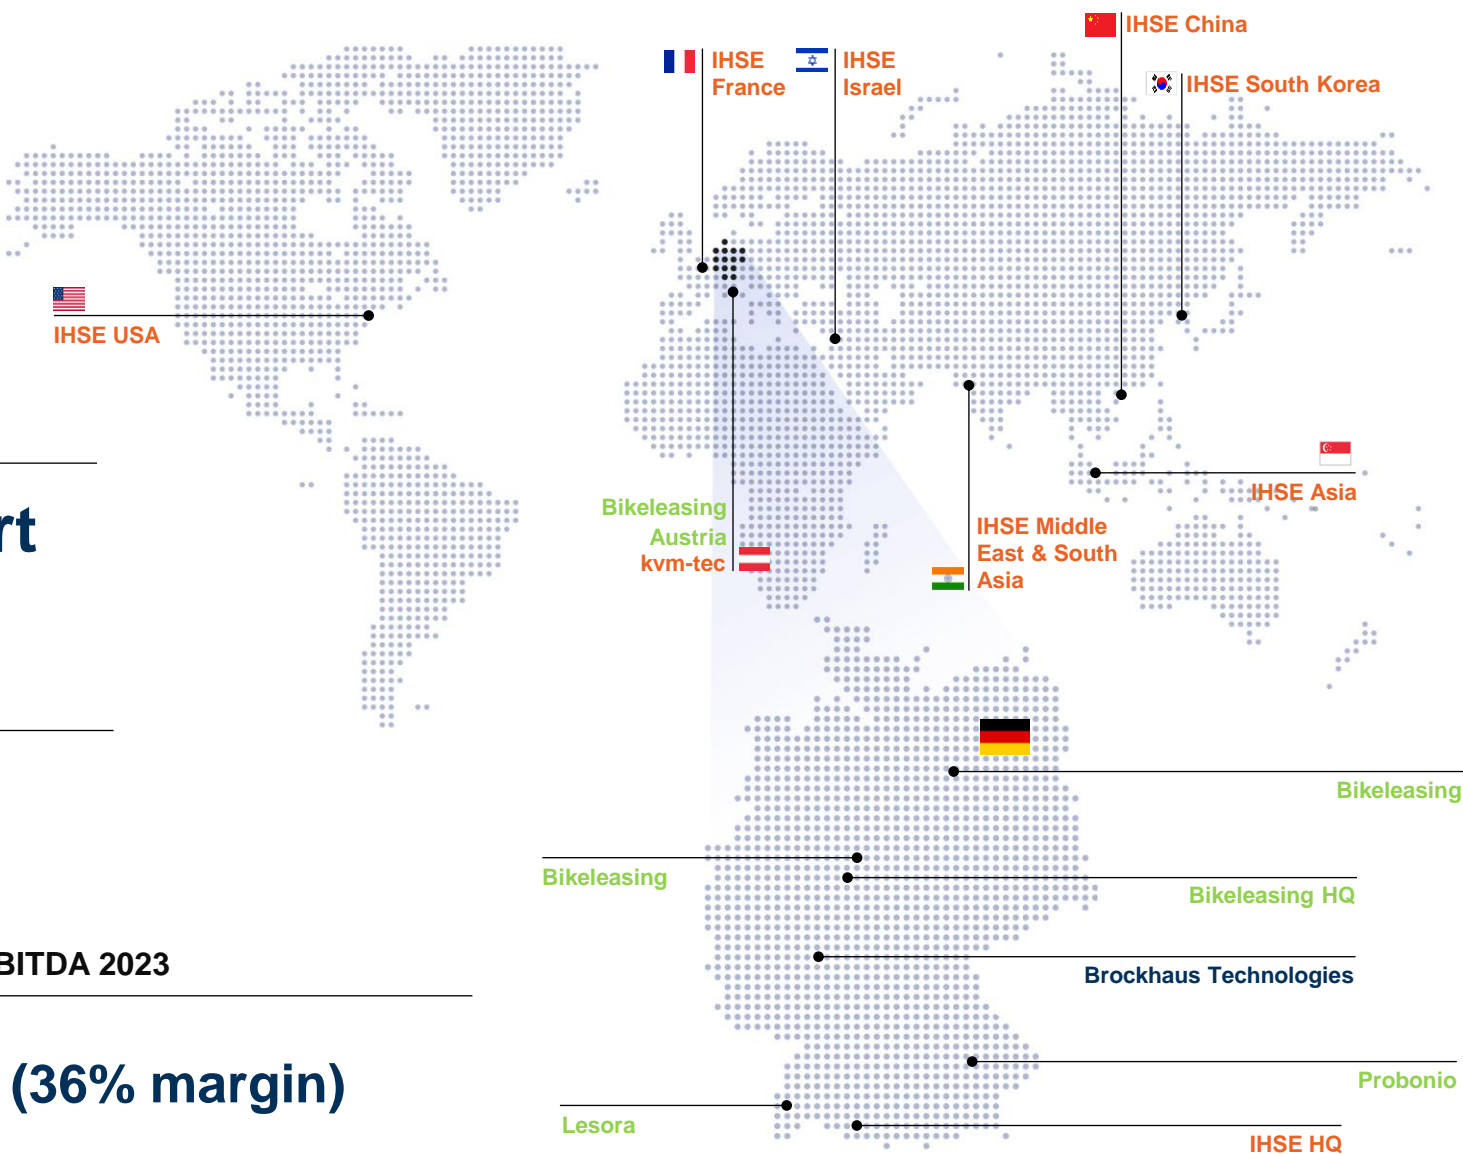 IHSE China
IHSE
France
IHSE
Israel
IHSE South Korea
IHSE USA
IHSE Asia
Bikeleasing
Austria
kvm-tec
IHSE Middle
East & South
Asia
rt
Bikeleasing
Bikeleasing
Bikeleasing HQ
BITDA 2023
Brockhaus Technologies
(36% margin)
Probonio
Lesora
IHSE HQ